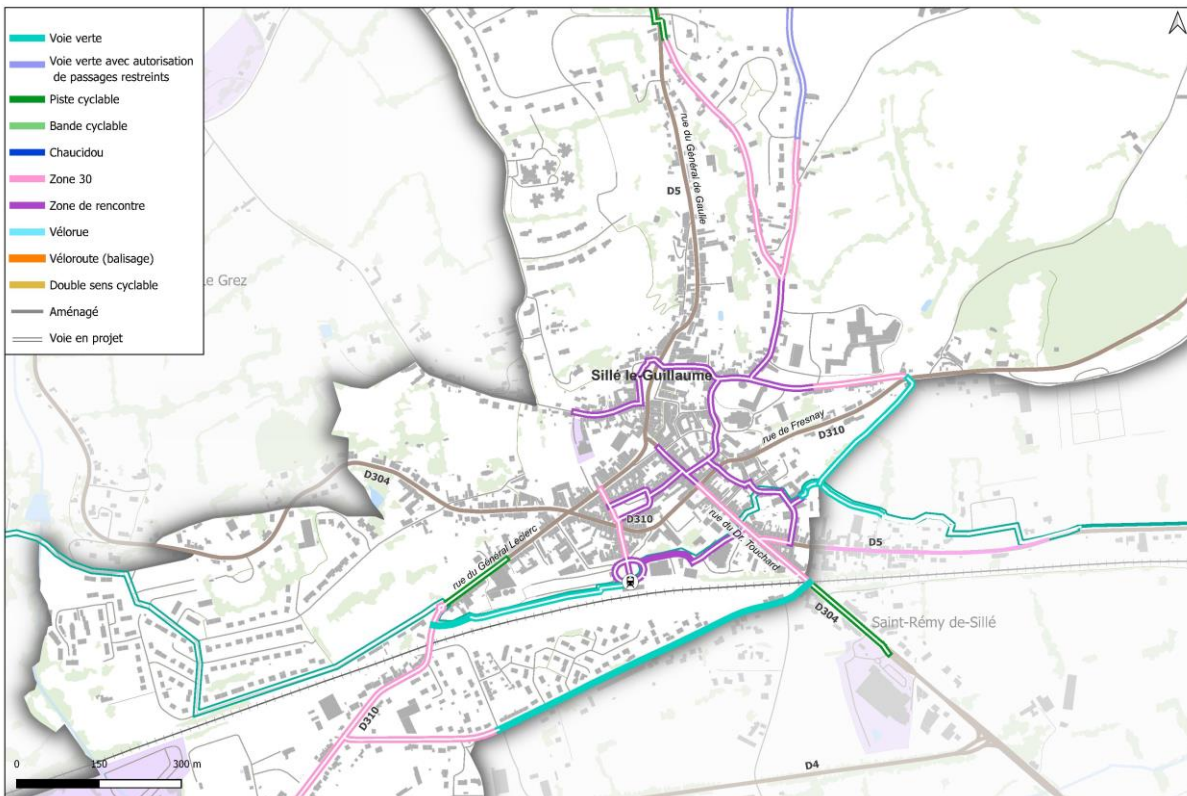 Voie verte
Voie verte avec autorisation
de passages restreints
Piste cyclable
Bande cyclable
Chaucidou
Zone 30
Zone de rencontre
Vélorue
Véloroute (balisage)
Double sens cyclable
Aménagé
Voie en projet
rue du Général de Gaulle
D5
Le Grez
Sillé le-Guillaume
rue de Fresnay
D310
D304
D310
rue du Dr. Touchard
rue du Général Leclerc
D5
D304
Saint-Rémy de-Sillé
D310
D4
0 150 300 m